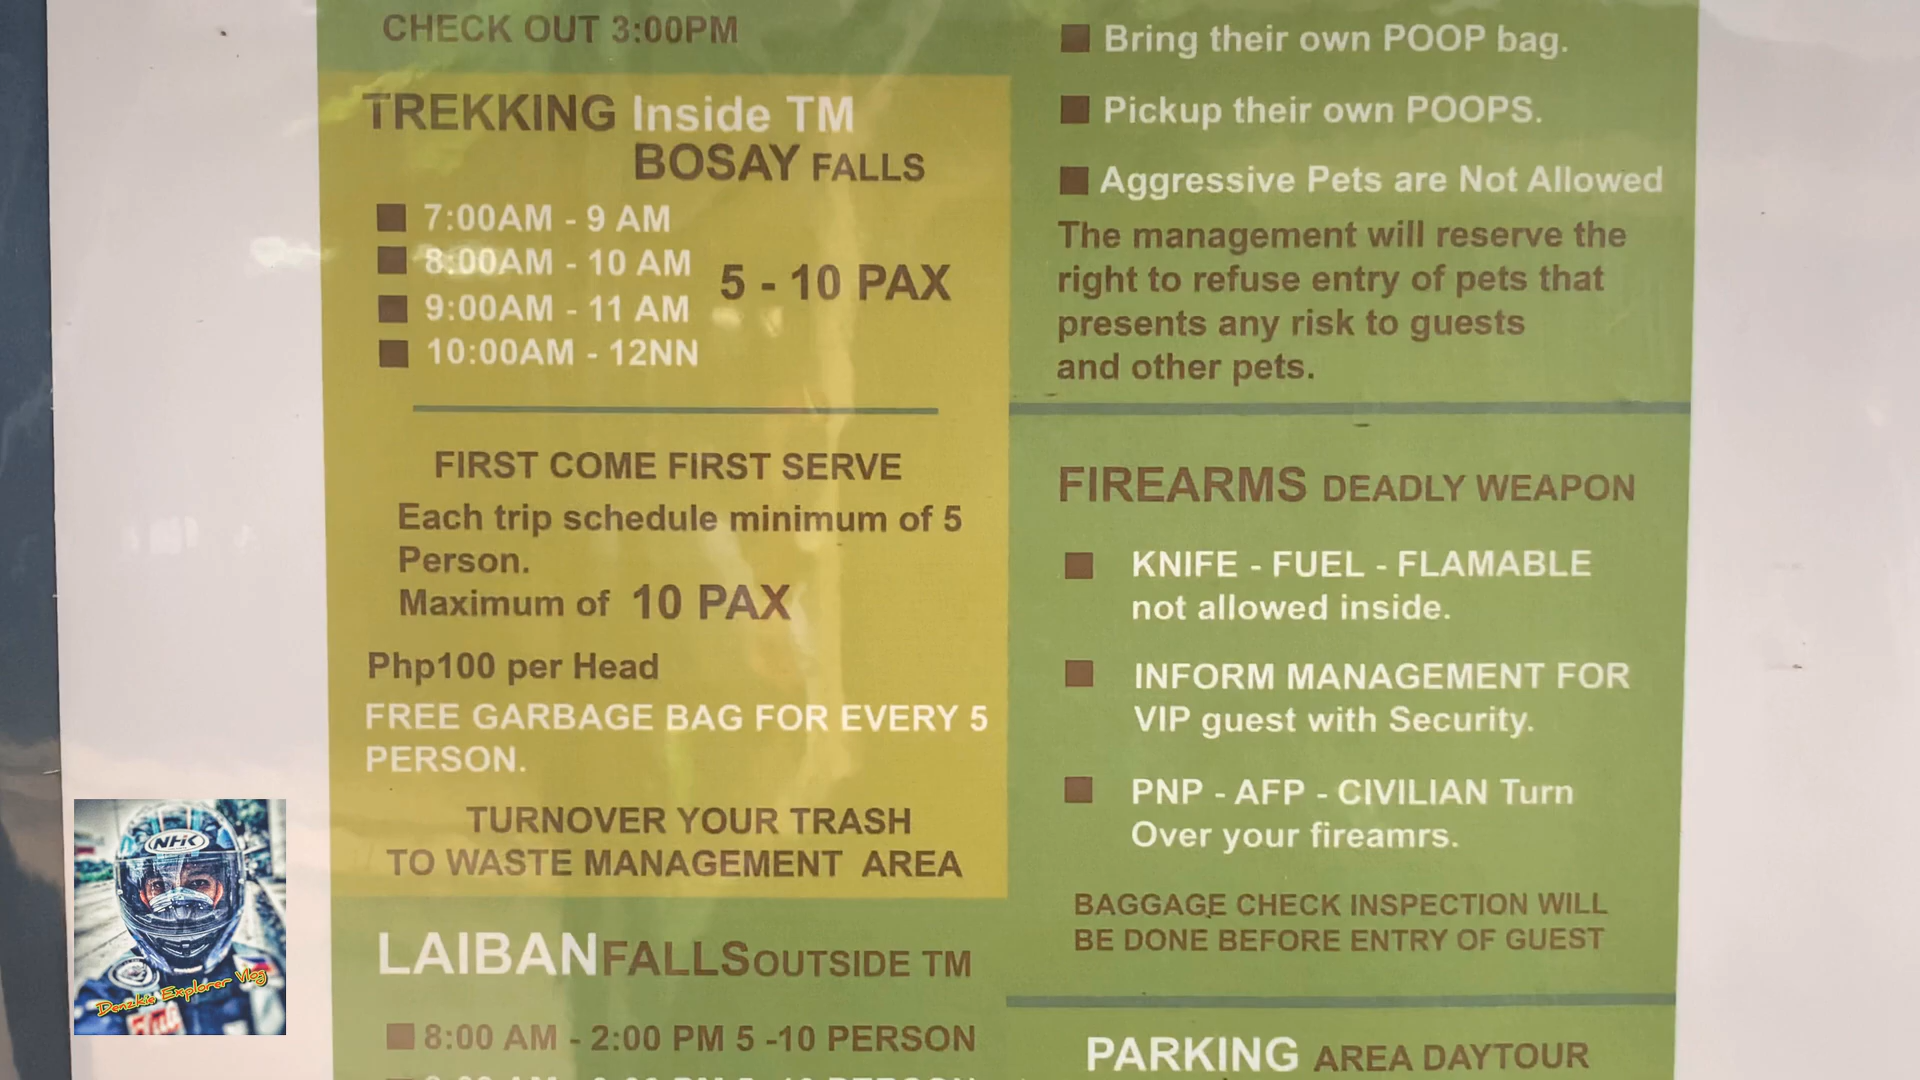 CHECK OUT 3:00PM
TREKKING Inside TM
BOSAY FALLS
7:00AM - 9 AM
8:00AM - 10 AM
9:00AM - 11 AM
10:00AM - 12NN
5 - 10 PAX
FIRST COME FIRST SERVE
Each trip schedule minimum of 5
Person.
Maximum of 10 PAX
Php100 per Head
FREE GARBAGE BAG FOR EVERY 5
PERSON.
TURNOVER YOUR TRASH
TO WASTE MANAGEMENT AREA
LAIBAN FALLS OUTSIDE TM
8:00 AM - 2:00 PM 5 -10 PERSON
Bring their own POOP bag.
Pickup their own POOPS.
Aggressive Pets are Not Allowed
The management will reserve the
right to refuse entry of pets that
presents any risk to guests
and other pets.
FIREARMS DEADLY WEAPON
KNIFE - FUEL - FLAMABLE
not allowed inside.
INFORM MANAGEMENT FOR
VIP guest with Security.
PNP - AFP - CIVILIAN Turn
Over your fireamrs.
BAGGAGE CHECK INSPECTION WILL
BE DONE BEFORE ENTRY OF GUEST
PARKING AREA DAYTOUR
NHK
Denzkie Explorer Vlog